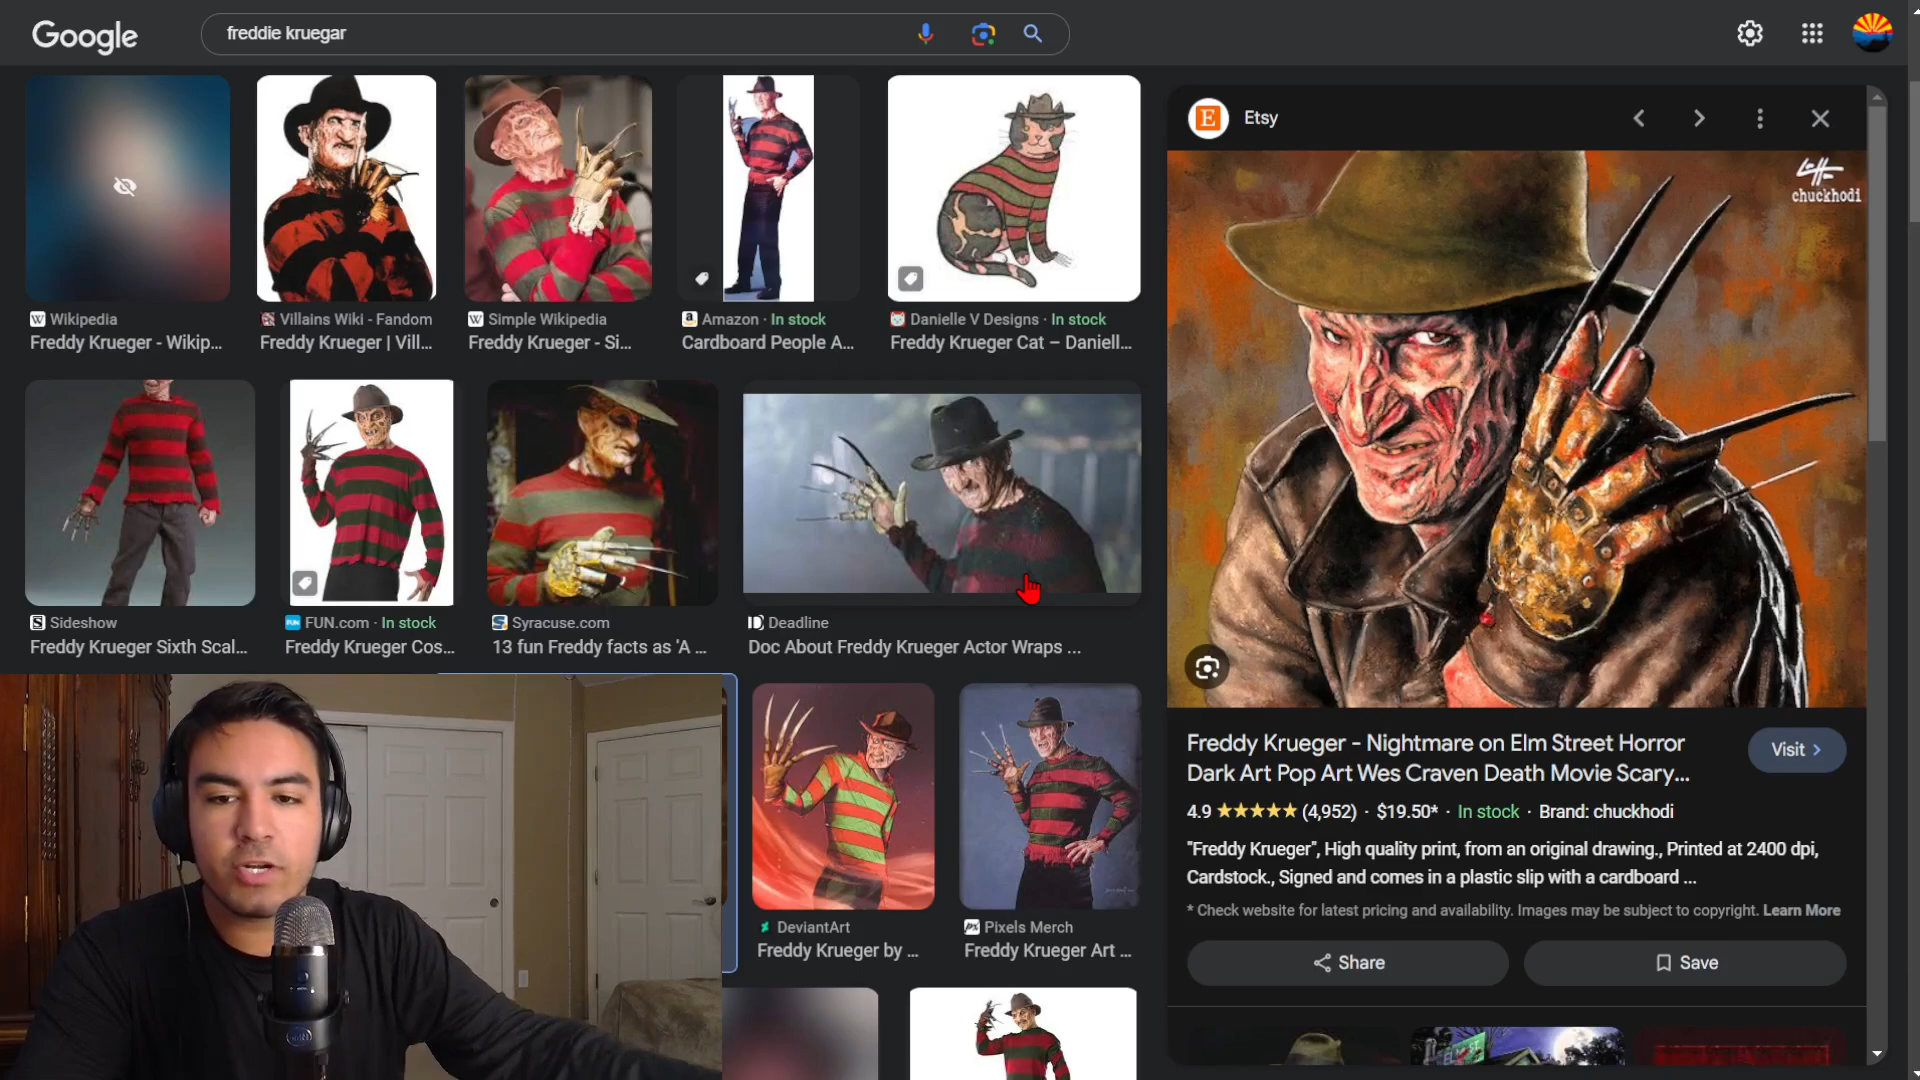 Google
freddie kruegar
Wikipedia
Freddy Krueger - Wikip...
Villains Wiki - Fandom
Freddy Krueger | Vill...
Simple Wikipedia
Freddy Krueger - Si...
Amazon · In stock
Cardboard People A...
Danielle V Designs · In stock
Freddy Krueger Cat – Daniell...
Sideshow
Freddy Krueger Sixth Scal...
FUN.com · In stock
Freddy Krueger Cos...
Syracuse.com
13 fun Freddy facts as 'A ...
Deadline
Doc About Freddy Krueger Actor Wraps ...
DeviantArt
Freddy Krueger by ...
Pixels Merch
Freddy Krueger Art ...
E Etsy
chuckhodi
Freddy Krueger - Nightmare on Elm Street Horror
Dark Art Pop Art Wes Craven Death Movie Scary...
Visit
4.9 ★★★★★ (4,952) · $19.50* · In stock · Brand: chuckhodi
"Freddy Krueger", High quality print, from an original drawing., Printed at 2400 dpi,
Cardstock., Signed and comes in a plastic slip with a cardboard ...
* Check website for latest pricing and availability. Images may be subject to copyright. Learn More
Share
Save
ELM ST